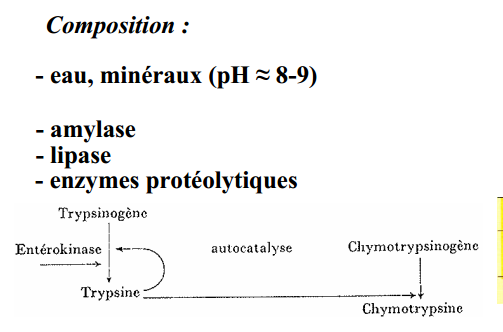 Composition :
- eau, minéraux (pH ≈ 8-9)
- amylase
- lipase
- enzymes protéolytiques
Trypsinogène
Entérokinase autocatalyse Chymotrypsinogène
Trypsine
Chymotrypsine